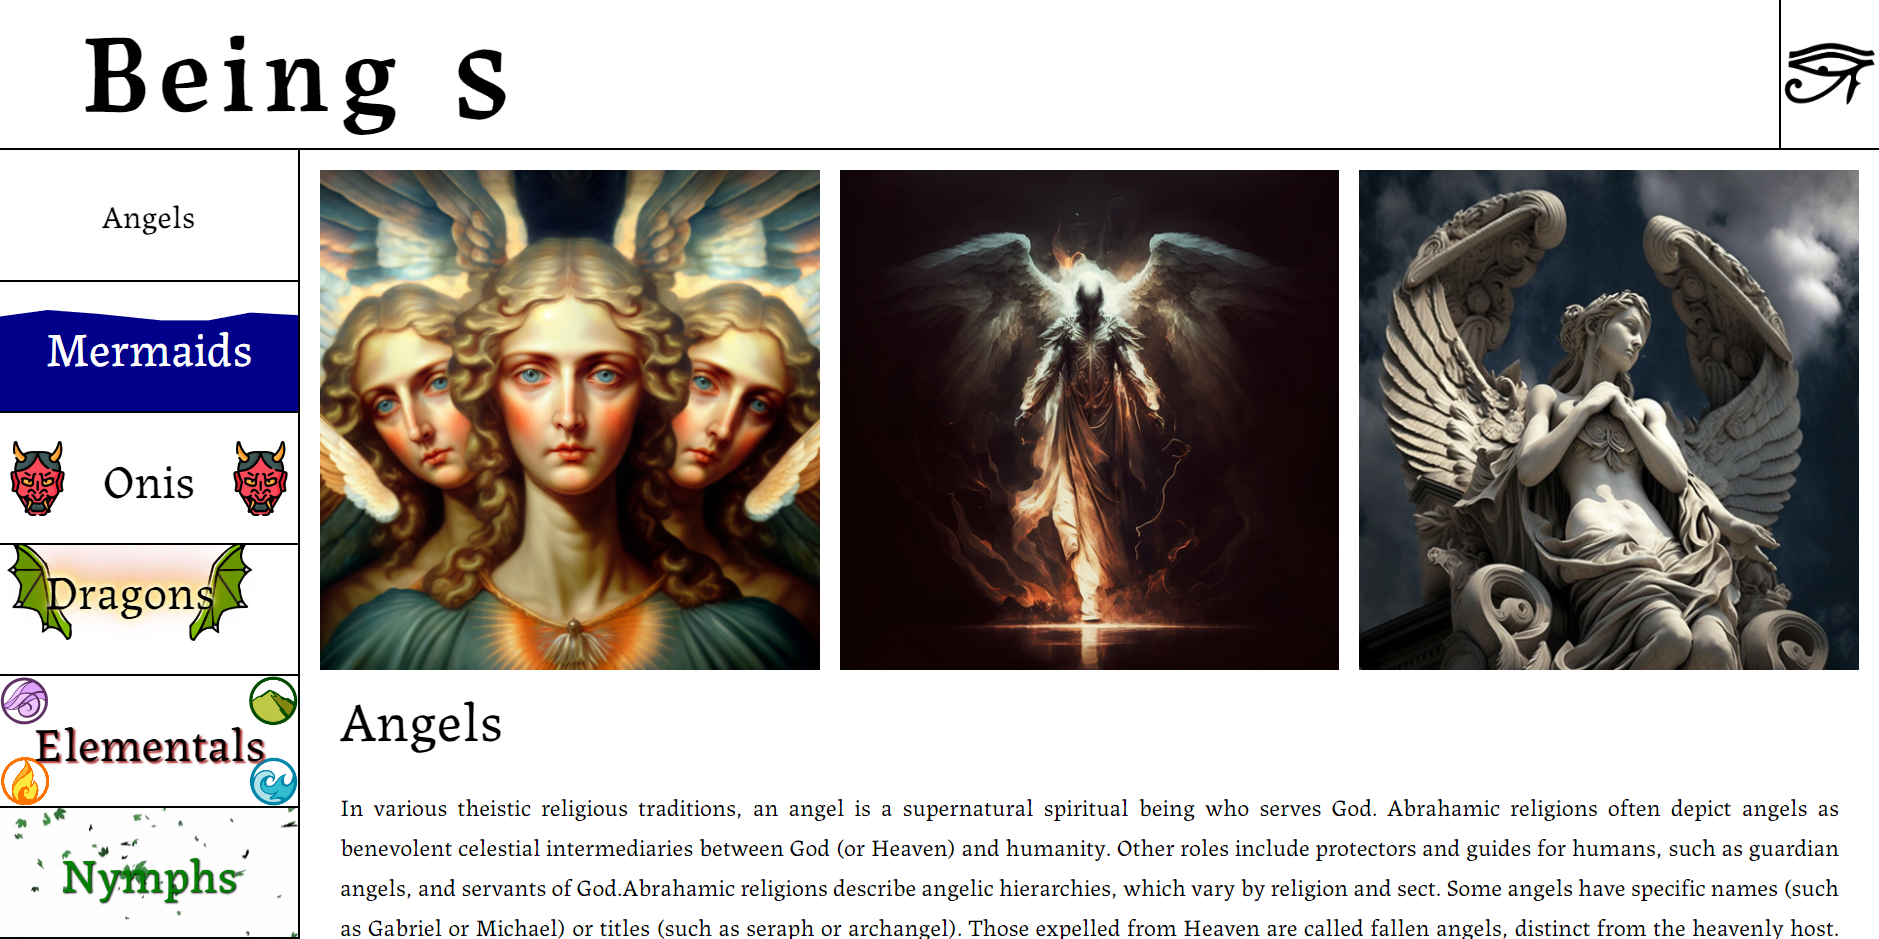 Being s
Angels
Mermaids
Onis
Dragons
Elementals
Nymphs
Angels
In various theistic religious traditions, an angel is a supernatural spiritual being who serves God. Abrahamic religions often depict angels as
benevolent celestial intermediaries between God (or Heaven) and humanity. Other roles include protectors and guides for humans, such as guardian
angels, and servants of God.Abrahamic religions describe angelic hierarchies, which vary by religion and sect. Some angels have specific names (such
as Gabriel or Michael) or titles (such as seraph or archangel). Those expelled from Heaven are called fallen angels, distinct from the heavenly host.